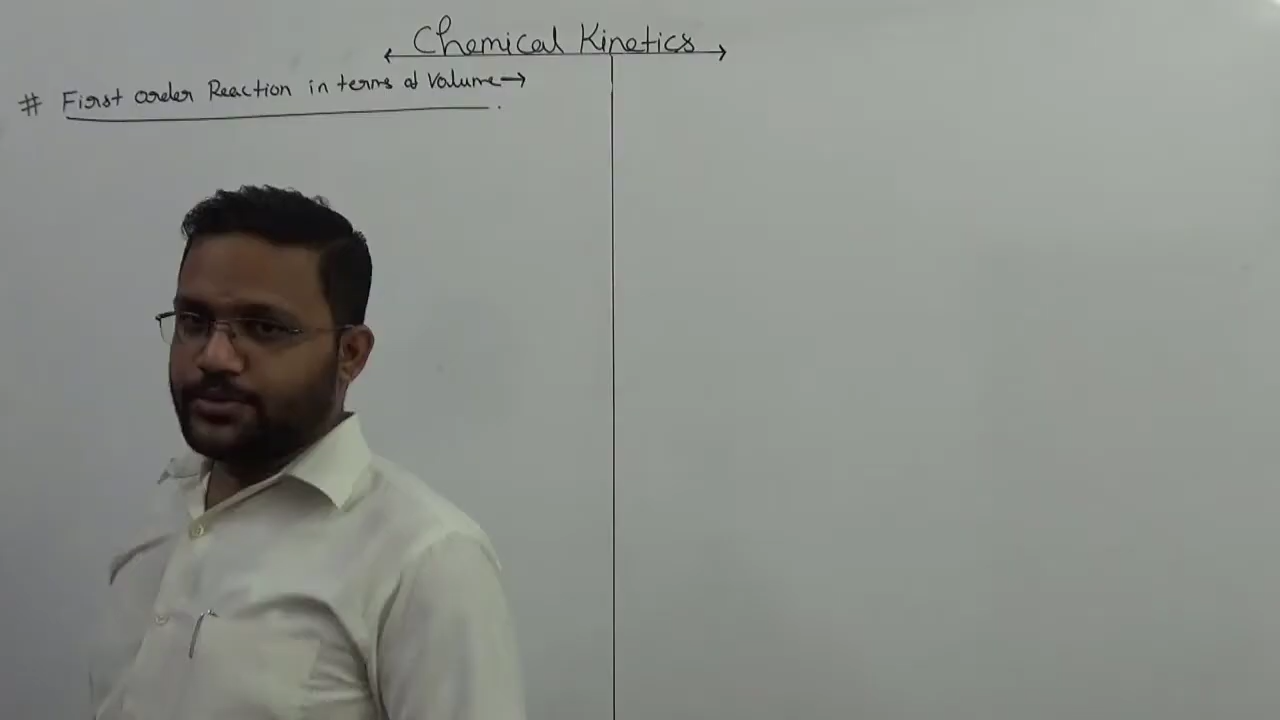 Chemical Kinetics
# First order Reaction in terms of Volume →